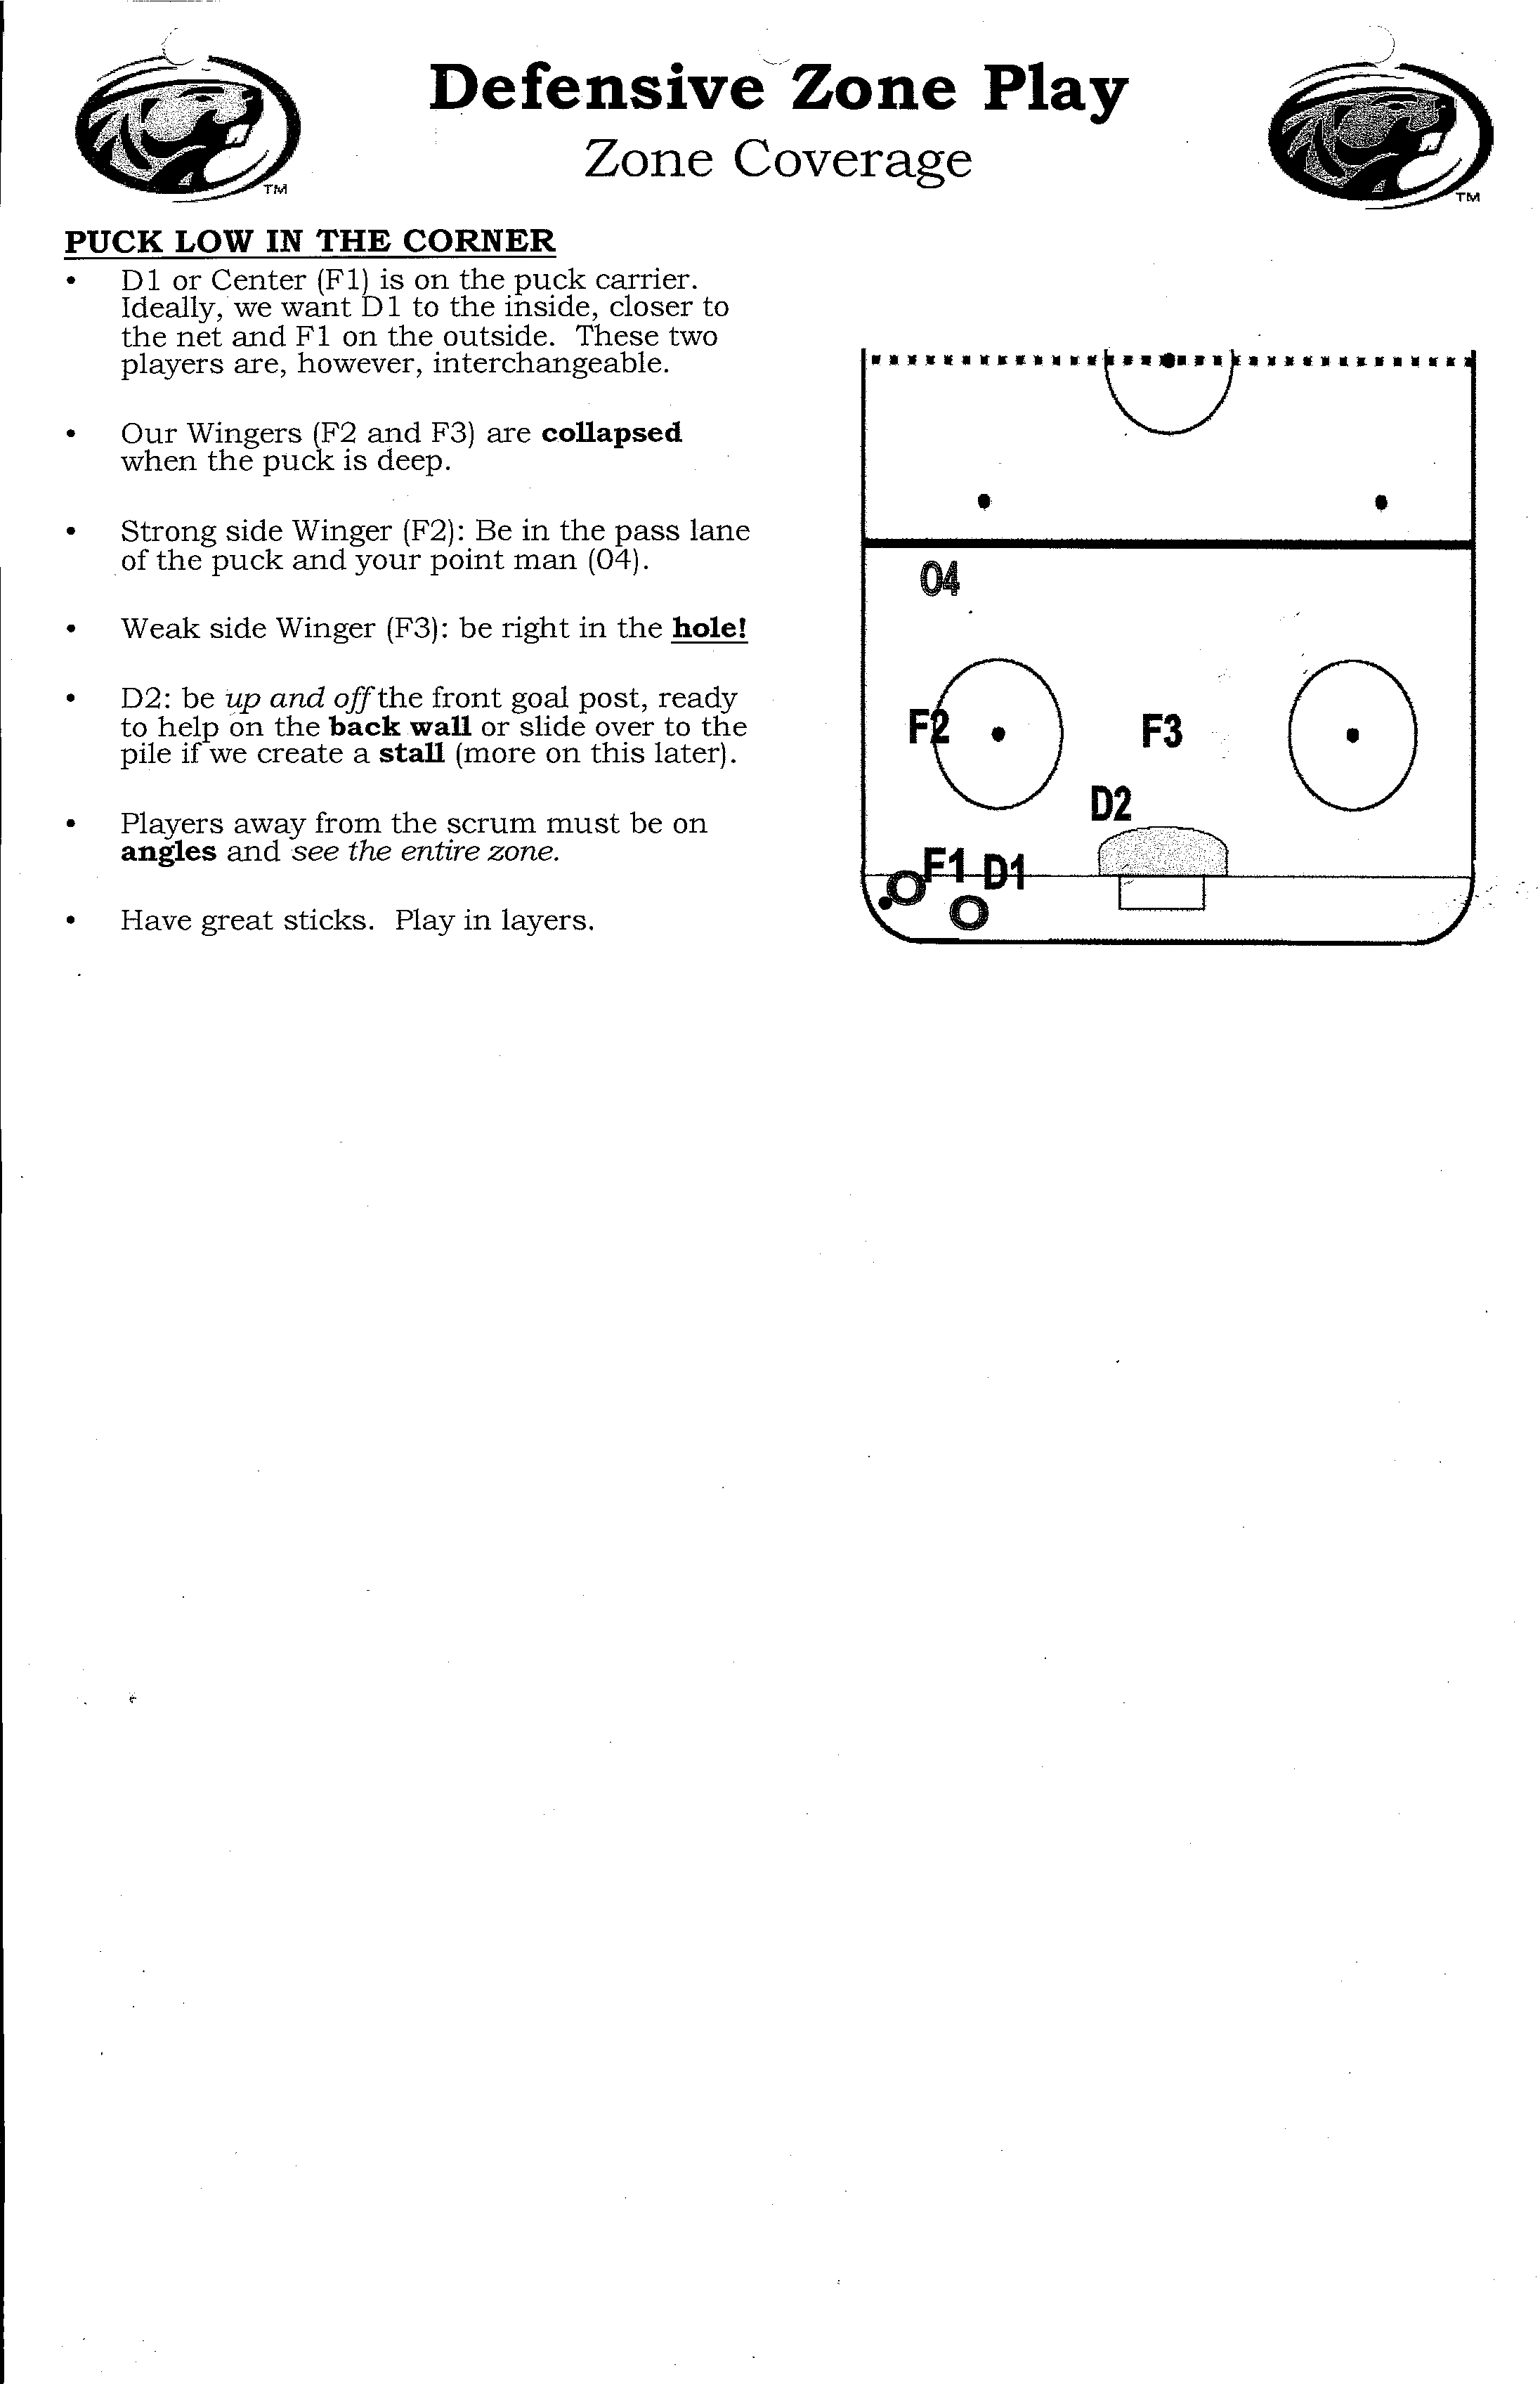 Defensive Zone Play
Zone Coverage
TM
TM
PUCK LOW IN THE CORNER
• D1 or Center (F1) is on the puck carrier.
Ideally, we want D1 to the inside, closer to
the net and F1 on the outside. These two
players are, however, interchangeable.
• Our Wingers (F2 and F3) are collapsed
when the puck is deep.
• Strong side Winger (F2): Be in the pass lane
of the puck and your point man (04).
• Weak side Winger (F3): be right in the hole!
• D2: be up and off the front goal post, ready
to help on the back wall or slide over to the
pile if we create a stall (more on this later).
• Players away from the scrum must be on
angles and see the entire zone.
• Have great sticks. Play in layers.
04
F2
F3
D2
F1 D1
O
O